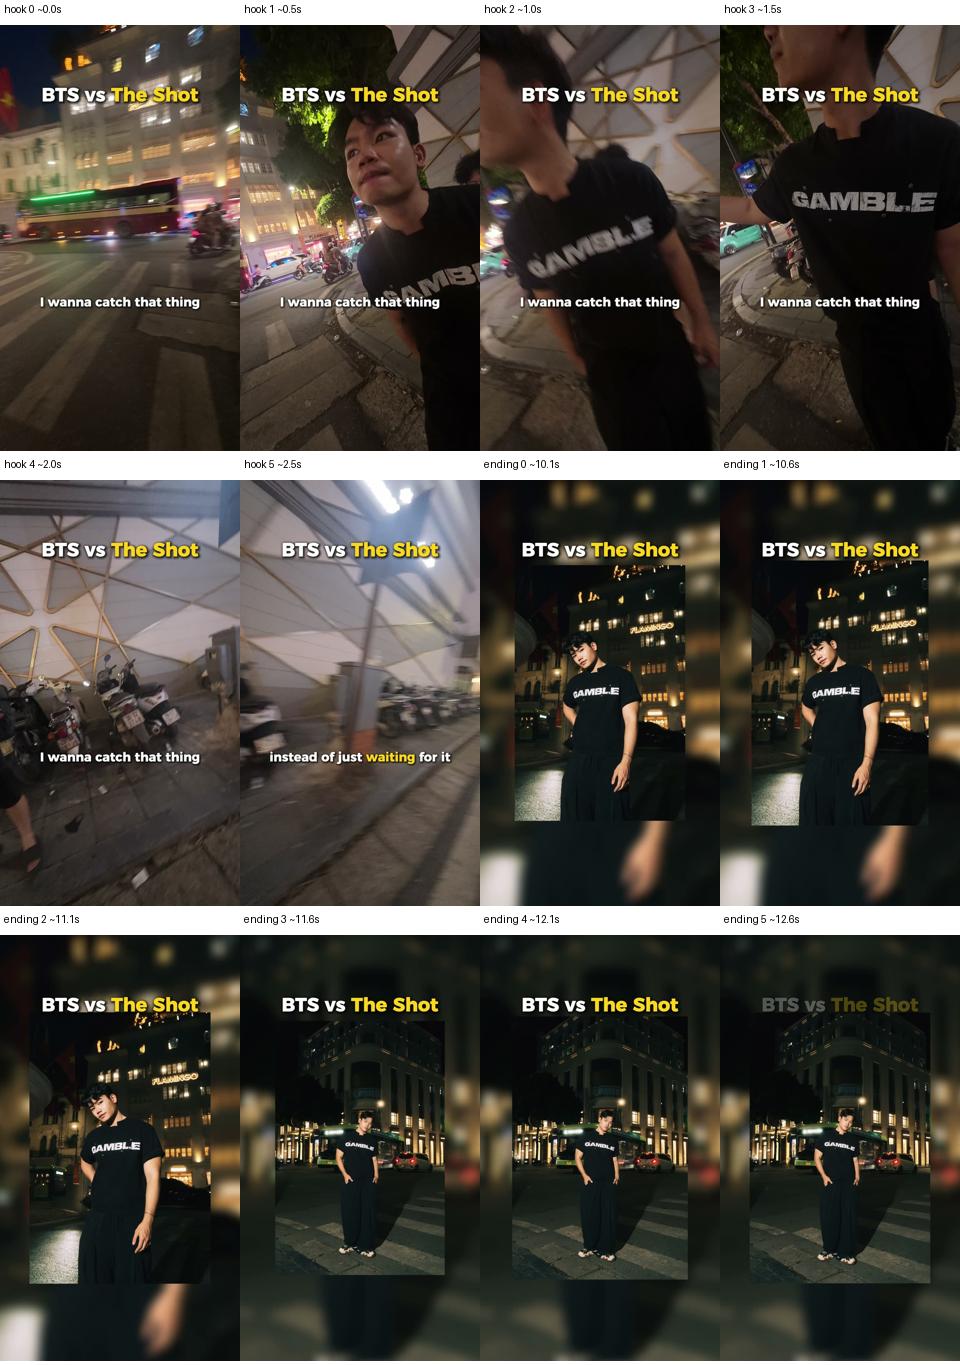 hook 0 ~0.0s
hook 1 ~0.5s
hook 2 ~1.0s
hook 3 ~1.5s
BTS vs The Shot
BTS vs The Shot
BTS vs The Shot
BTS vs The Shot
GAMBLE
GAMBLE
I wanna catch that thing
I wanna catch that thing
I wanna catch that thing
I wanna catch that thing
hook 4 ~2.0s
hook 5 ~2.5s
ending 0 ~10.1s
ending 1 ~10.6s
BTS vs The Shot
BTS vs The Shot
BTS vs The Shot
BTS vs The Shot
FLAMINGO
FLAMINGO
GAMBLE
GAMBLE
I wanna catch that thing
instead of just waiting for it
ending 2 ~11.1s
ending 3 ~11.6s
ending 4 ~12.1s
ending 5 ~12.6s
BTS vs The Shot
BTS vs The Shot
BTS vs The Shot
BTS vs The Shot
FLAMINGO
GAMBLE
GAMBLE
GAMBLE
GAMBLE